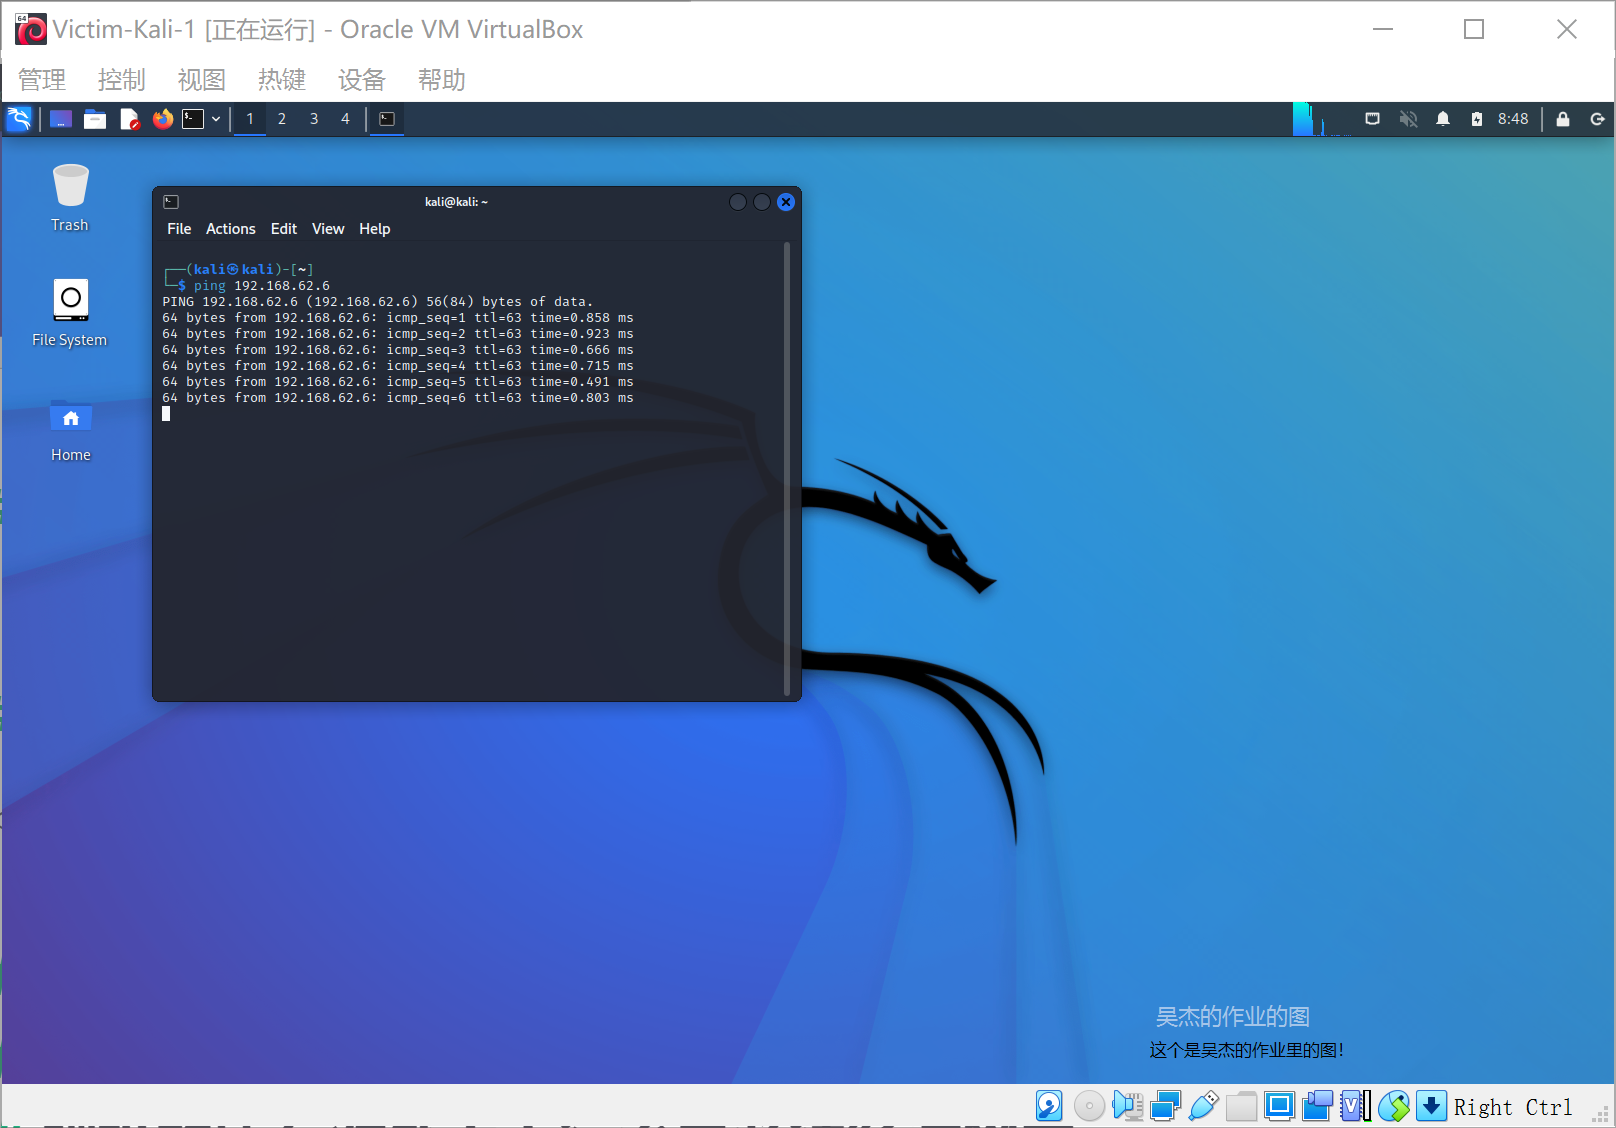 Victim-Kali-1 [正在运行] - Oracle VM VirtualBox
管理 控制 视图 热键 设备 帮助
1 2 3 4 8:48
Trash
File System
Home
kali@kali: ~
File Actions Edit View Help
┌──(kali㉿kali)-[~]
└─$ ping 192.168.62.6
PING 192.168.62.6 (192.168.62.6) 56(84) bytes of data.
64 bytes from 192.168.62.6: icmp_seq=1 ttl=63 time=0.858 ms
64 bytes from 192.168.62.6: icmp_seq=2 ttl=63 time=0.923 ms
64 bytes from 192.168.62.6: icmp_seq=3 ttl=63 time=0.666 ms
64 bytes from 192.168.62.6: icmp_seq=4 ttl=63 time=0.715 ms
64 bytes from 192.168.62.6: icmp_seq=5 ttl=63 time=0.491 ms
64 bytes from 192.168.62.6: icmp_seq=6 ttl=63 time=0.803 ms
吴杰的作业的图
这个是吴杰的作业里的图!
Right Ctrl